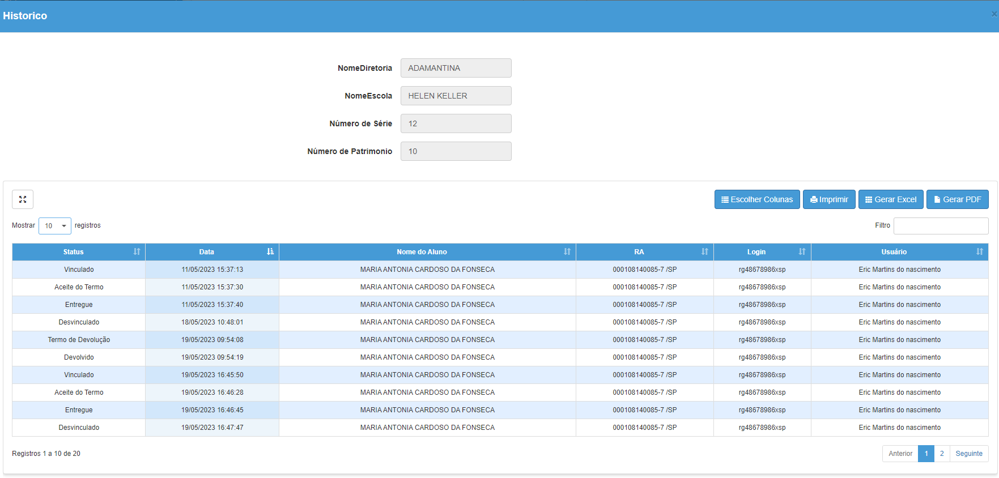 Historico
×
NomeDiretoria ADAMANTINA
NomeEscola HELEN KELLER
Número de Série 12
Número de Patrimonio 10
Escolher Colunas Imprimir Gerar Excel Gerar PDF
Mostrar 10 registros Filtro
Status Data Nome do Aluno RA Login Usuário
Vinculado 11/05/2023 15:37:13 MARIA ANTONIA CARDOSO DA FONSECA 000108140085-7 /SP rg48678986xsp Eric Martins do nascimento
Aceite do Termo 11/05/2023 15:37:30 MARIA ANTONIA CARDOSO DA FONSECA 000108140085-7 /SP rg48678986xsp Eric Martins do nascimento
Entregue 11/05/2023 15:37:40 MARIA ANTONIA CARDOSO DA FONSECA 000108140085-7 /SP rg48678986xsp Eric Martins do nascimento
Desvinculado 18/05/2023 10:48:01 MARIA ANTONIA CARDOSO DA FONSECA 000108140085-7 /SP rg48678986xsp Eric Martins do nascimento
Termo de Devolução 19/05/2023 09:54:08 MARIA ANTONIA CARDOSO DA FONSECA 000108140085-7 /SP rg48678986xsp Eric Martins do nascimento
Devolvido 19/05/2023 09:54:19 MARIA ANTONIA CARDOSO DA FONSECA 000108140085-7 /SP rg48678986xsp Eric Martins do nascimento
Vinculado 19/05/2023 16:45:50 MARIA ANTONIA CARDOSO DA FONSECA 000108140085-7 /SP rg48678986xsp Eric Martins do nascimento
Aceite do Termo 19/05/2023 16:46:28 MARIA ANTONIA CARDOSO DA FONSECA 000108140085-7 /SP rg48678986xsp Eric Martins do nascimento
Entregue 19/05/2023 16:46:45 MARIA ANTONIA CARDOSO DA FONSECA 000108140085-7 /SP rg48678986xsp Eric Martins do nascimento
Desvinculado 19/05/2023 16:47:47 MARIA ANTONIA CARDOSO DA FONSECA 000108140085-7 /SP rg48678986xsp Eric Martins do nascimento
Registros 1 a 10 de 20 Anterior 1 2 Seguinte